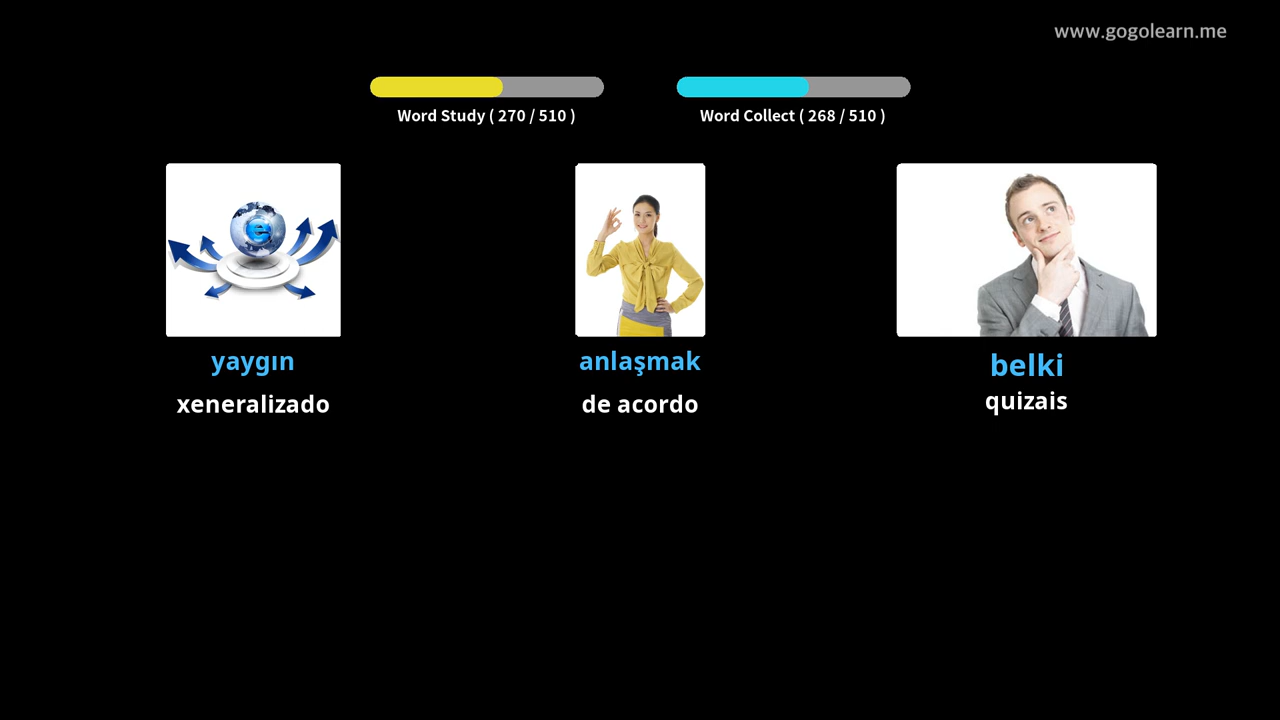 www.gogolearn.me
Word Study ( 270 / 510 )
Word Collect ( 268 / 510 )
e
yaygın
anlaşmak
belki
xeneralizado
de acordo
quizais